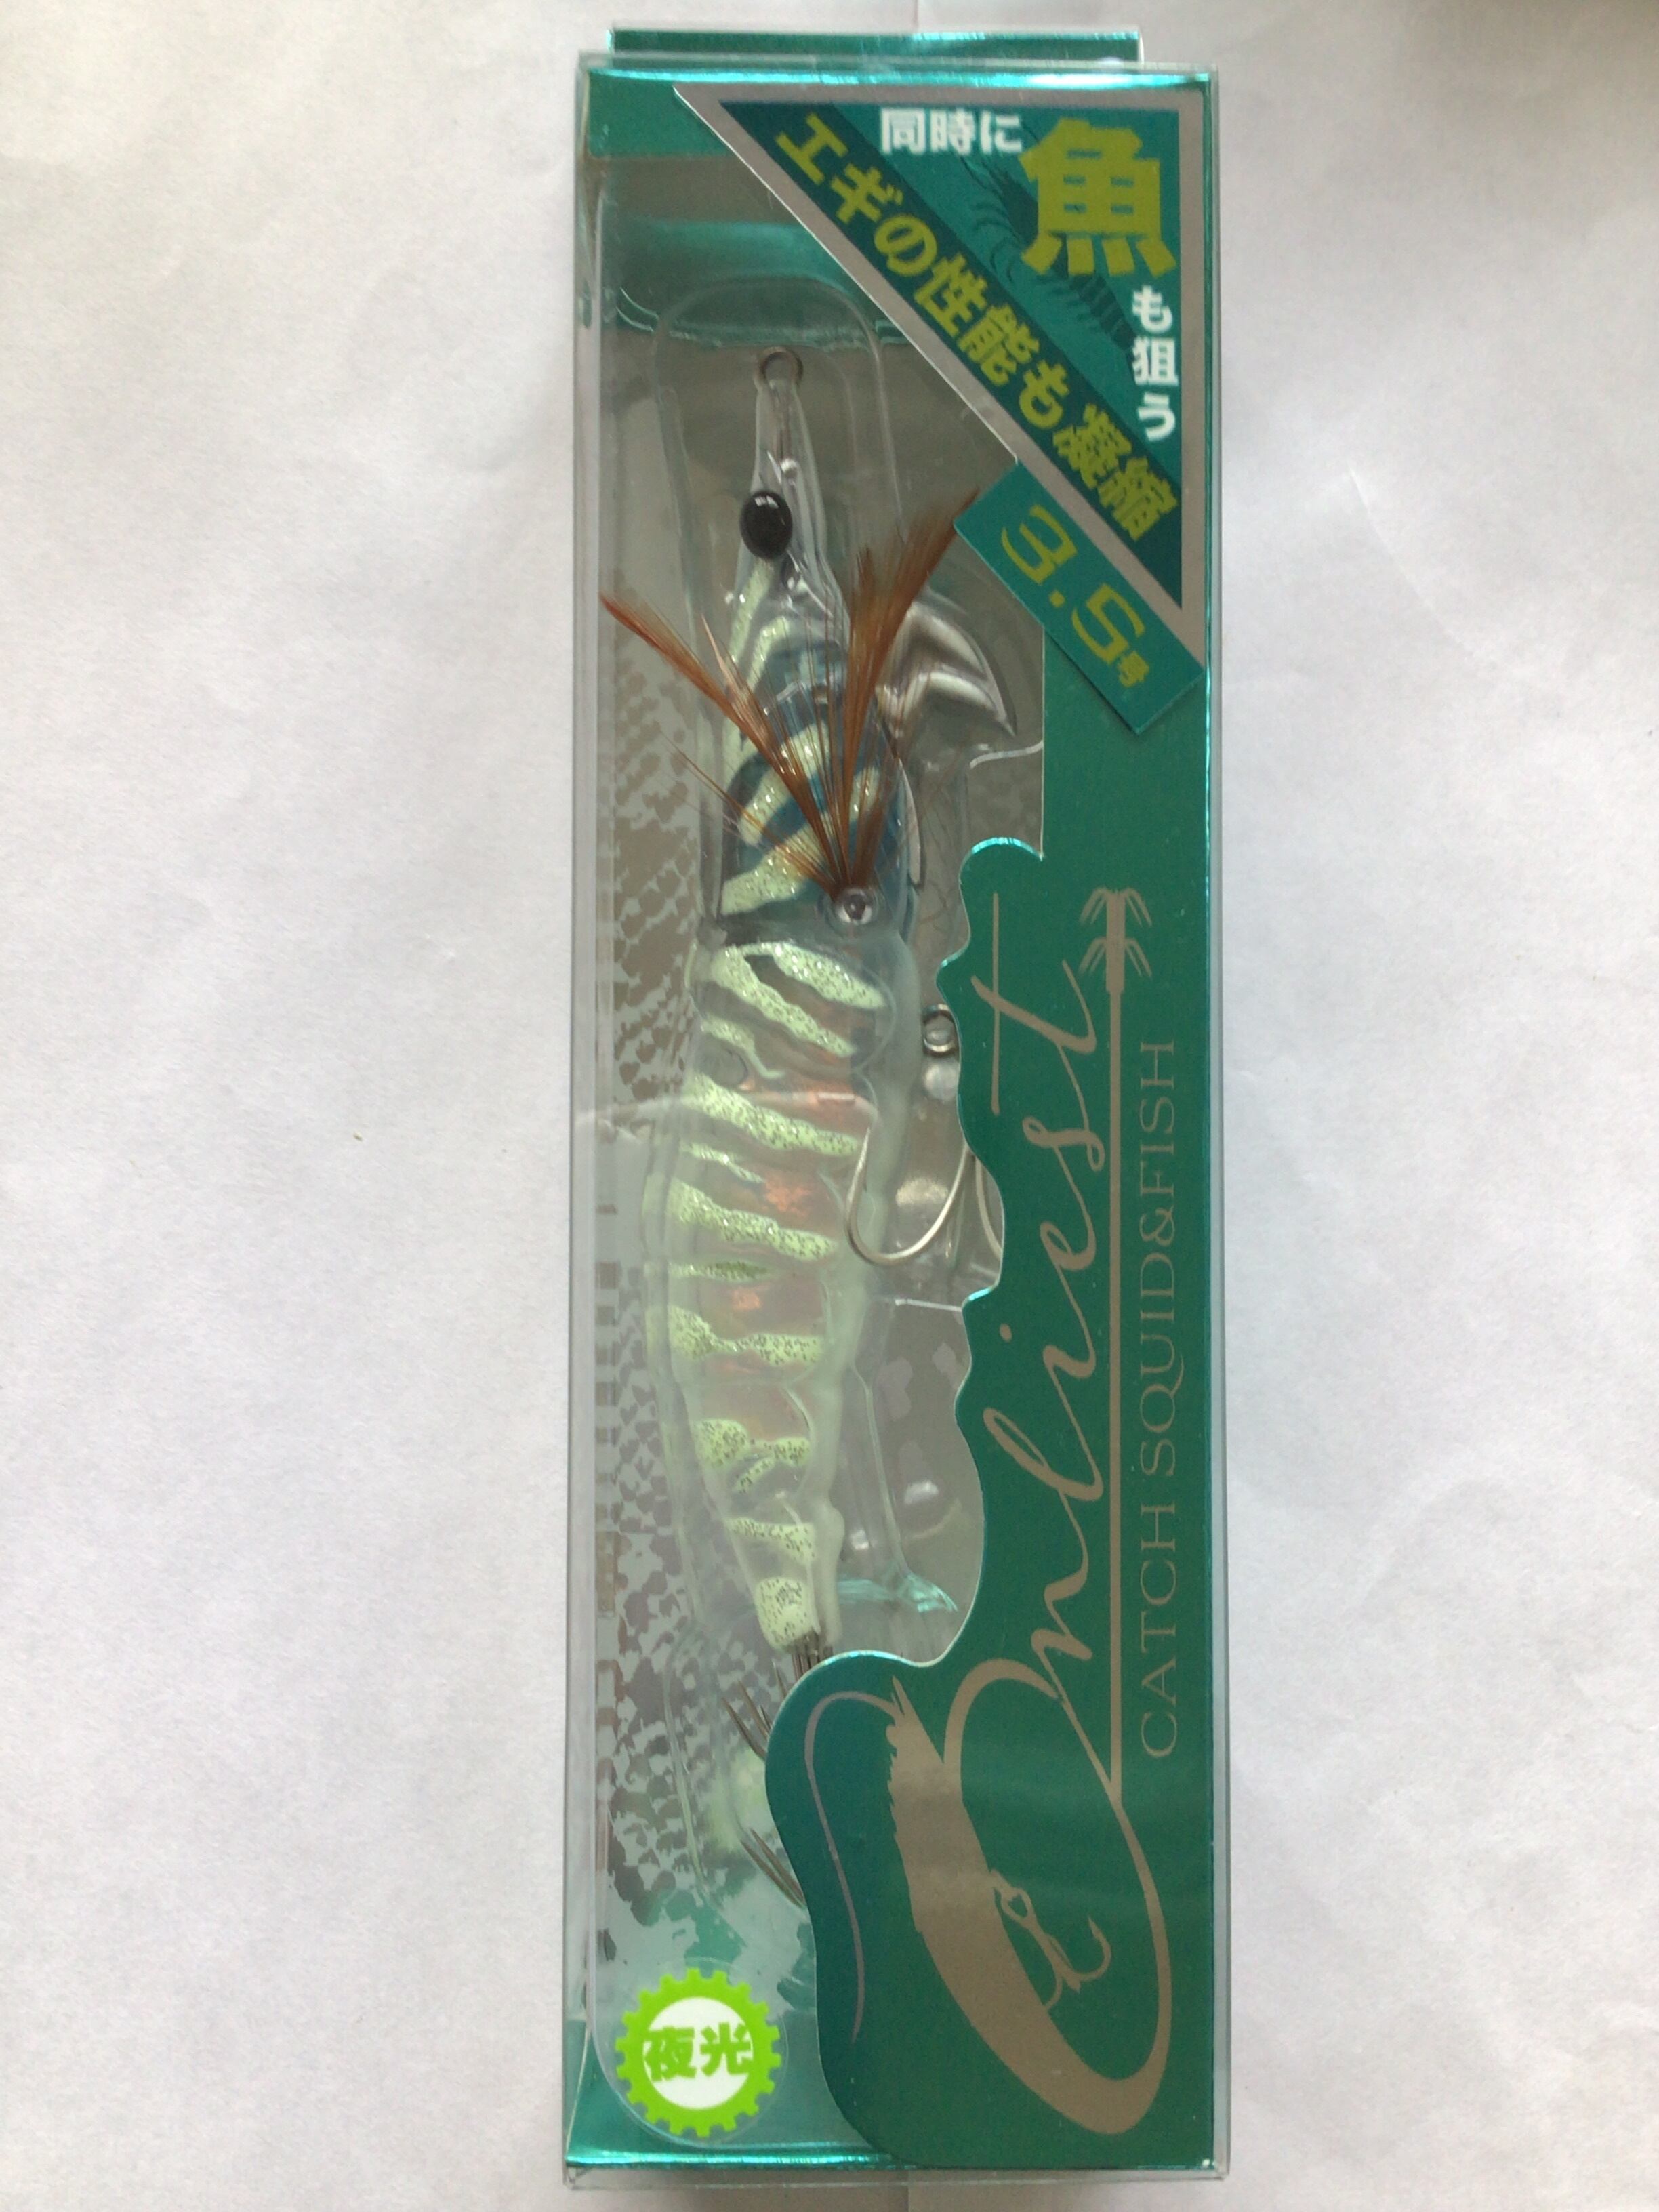 同時に
魚
も狙う
エギの性能も凝縮
3.5号
Enliest
CATCH SQUID&FISH
夜光